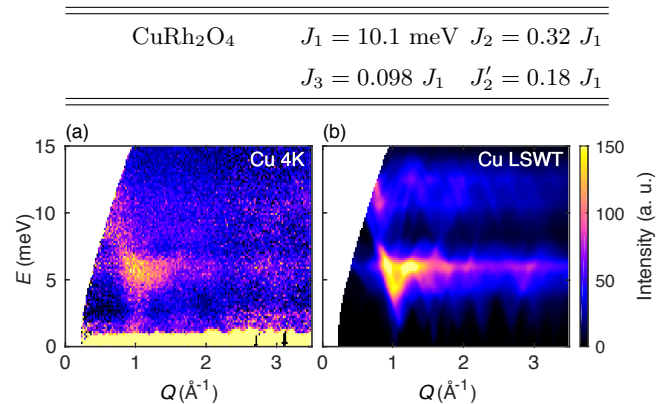 CuRh₂O₄ J₁ = 10.1 meV J₂ = 0.32 J₁
J₃ = 0.098 J₁ J₂′ = 0.18 J₁
(a) (b)
Cu 4K Cu LSWT
15 150
10 100
5 50
0 0
E (meV)
Intensity (a. u.)
0 1 2 3 0 1 2 3
Q (Å⁻¹) Q (Å⁻¹)